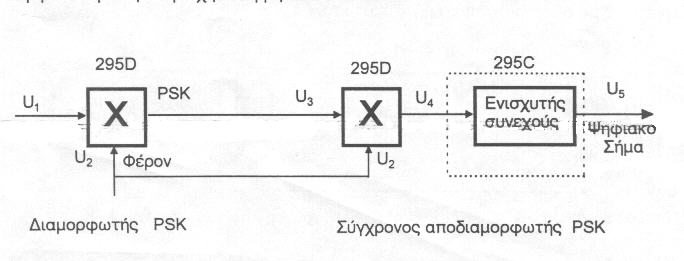 295D
295D
295C
U1
X
PSK
U3
X
U4
Ενισχυτής
συνεχούς
U5
Ψηφιακο
Σήμα
U2
Φέρον
U2
Διαμορφωτής PSK
Σύγχρονος αποδιαμορφωτής PSK